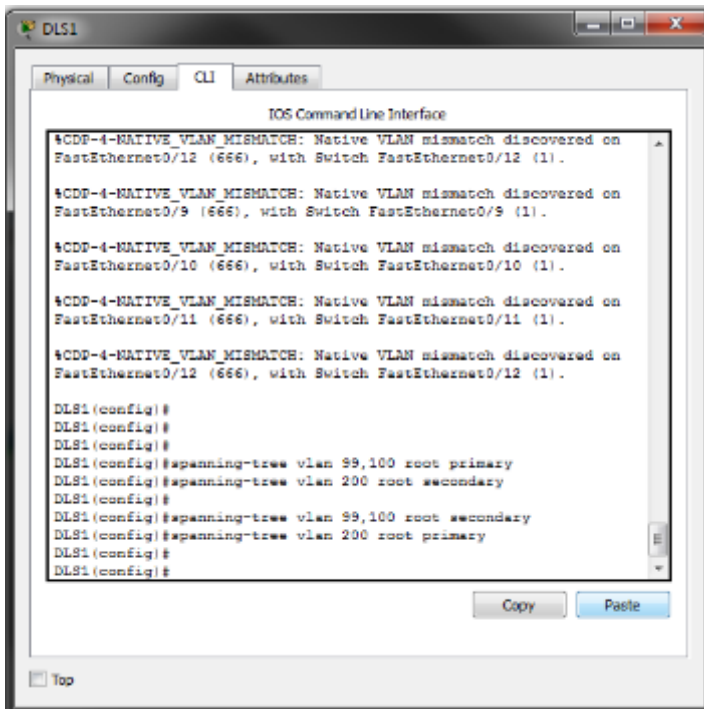 DLS1
Physical Config CLI Attributes
IOS Command Line Interface
%CDP-4-NATIVE_VLAN_MISMATCH: Native VLAN mismatch discovered on
FastEthernet0/12 (666), with Switch FastEthernet0/12 (1).
%CDP-4-NATIVE_VLAN_MISMATCH: Native VLAN mismatch discovered on
FastEthernet0/9 (666), with Switch FastEthernet0/9 (1).
%CDP-4-NATIVE_VLAN_MISMATCH: Native VLAN mismatch discovered on
FastEthernet0/10 (666), with Switch FastEthernet0/10 (1).
%CDP-4-NATIVE_VLAN_MISMATCH: Native VLAN mismatch discovered on
FastEthernet0/11 (666), with Switch FastEthernet0/11 (1).
%CDP-4-NATIVE_VLAN_MISMATCH: Native VLAN mismatch discovered on
FastEthernet0/12 (666), with Switch FastEthernet0/12 (1).
DLS1(config)#
DLS1(config)#
DLS1(config)#
DLS1(config)#spanning-tree vlan 99,100 root primary
DLS1(config)#spanning-tree vlan 200 root secondary
DLS1(config)#
DLS1(config)#spanning-tree vlan 99,100 root secondary
DLS1(config)#spanning-tree vlan 200 root primary
DLS1(config)#
DLS1(config)#
Copy Paste
Top